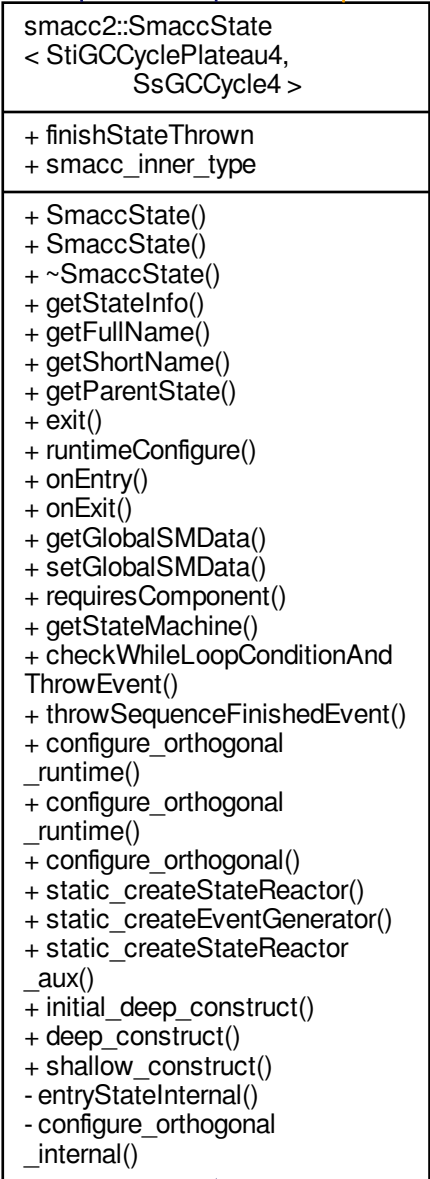 smacc2::SmaccState
< StiGCCyclePlateau4,
SsGCCycle4 >
+ finishStateThrown
+ smacc_inner_type
+ SmaccState()
+ SmaccState()
+ ~SmaccState()
+ getStateInfo()
+ getFullName()
+ getShortName()
+ getParentState()
+ exit()
+ runtimeConfigure()
+ onEntry()
+ onExit()
+ getGlobalSMData()
+ setGlobalSMData()
+ requiresComponent()
+ getStateMachine()
+ checkWhileLoopConditionAnd
ThrowEvent()
+ throwSequenceFinishedEvent()
+ configure_orthogonal
_runtime()
+ configure_orthogonal
_runtime()
+ configure_orthogonal()
+ static_createStateReactor()
+ static_createEventGenerator()
+ static_createStateReactor
_aux()
+ initial_deep_construct()
+ deep_construct()
+ shallow_construct()
- entryStateInternal()
- configure_orthogonal
_internal()